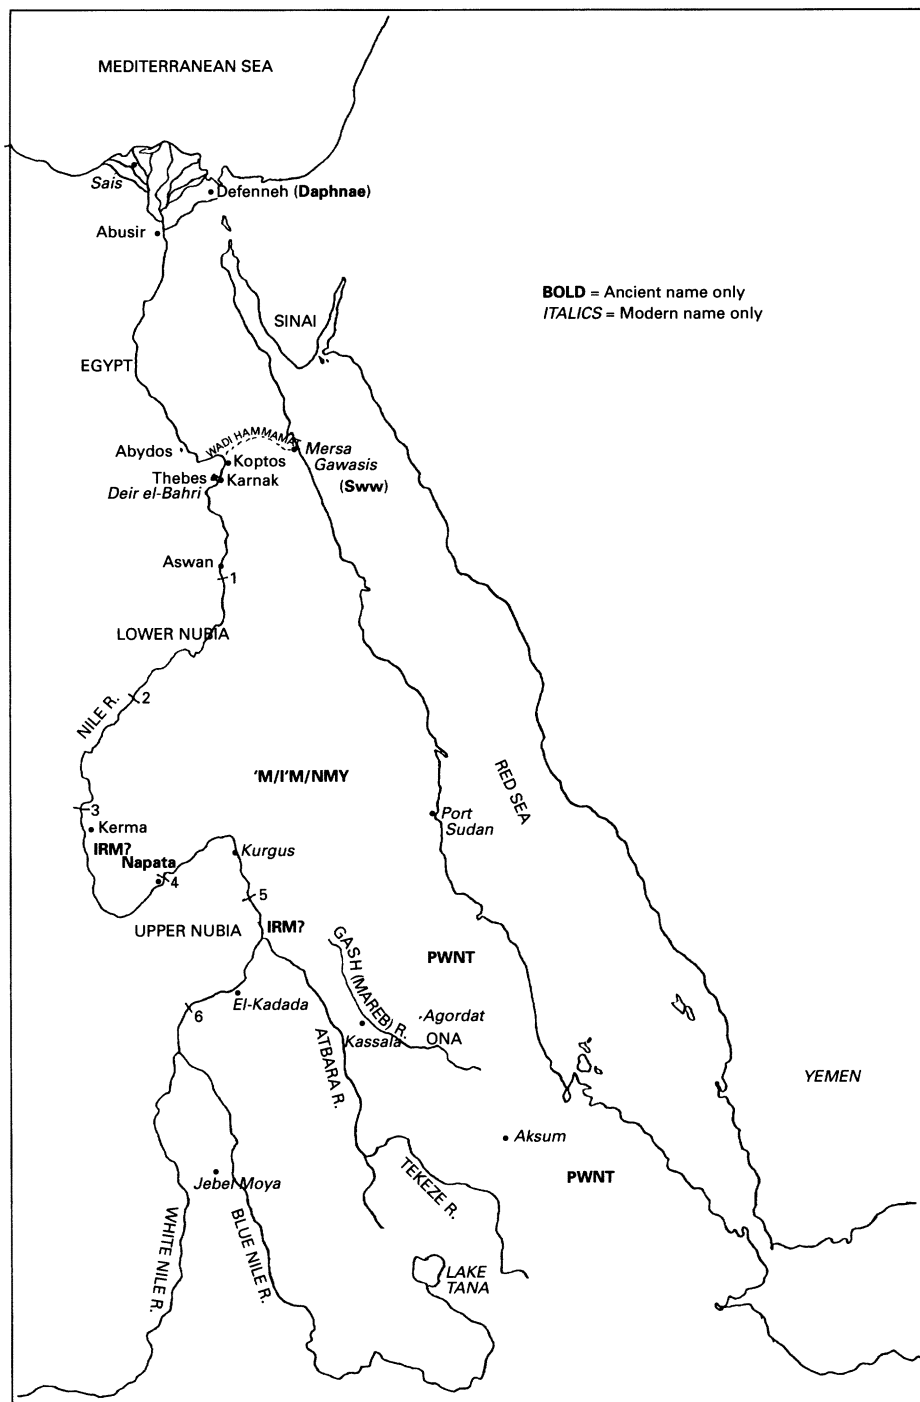 MEDITERRANEAN SEA
Sais
Defenneh (Daphnae)
Abusir
BOLD = Ancient name only
ITALICS = Modern name only
SINAI
EGYPT
WADI HAMMAMAT
Abydos
Koptos
Mersa
Gawasis
(Sww)
Thebes
Karnak
Deir el-Bahri
Aswan
1
LOWER NUBIA
2
NILE R.
'M/I'M/NMY
RED SEA
3
Kerma
Port
Sudan
IRM?
Napata
Kurgus
4
5
UPPER NUBIA
IRM?
GASH (MAREB) R.
PWNT
El-Kadada
6
Agordat
ONA
Kassala
ATBARA R.
YEMEN
Aksum
TEKEZE R.
PWNT
Jebel Moya
WHITE NILE R.
BLUE NILE R.
LAKE
TANA